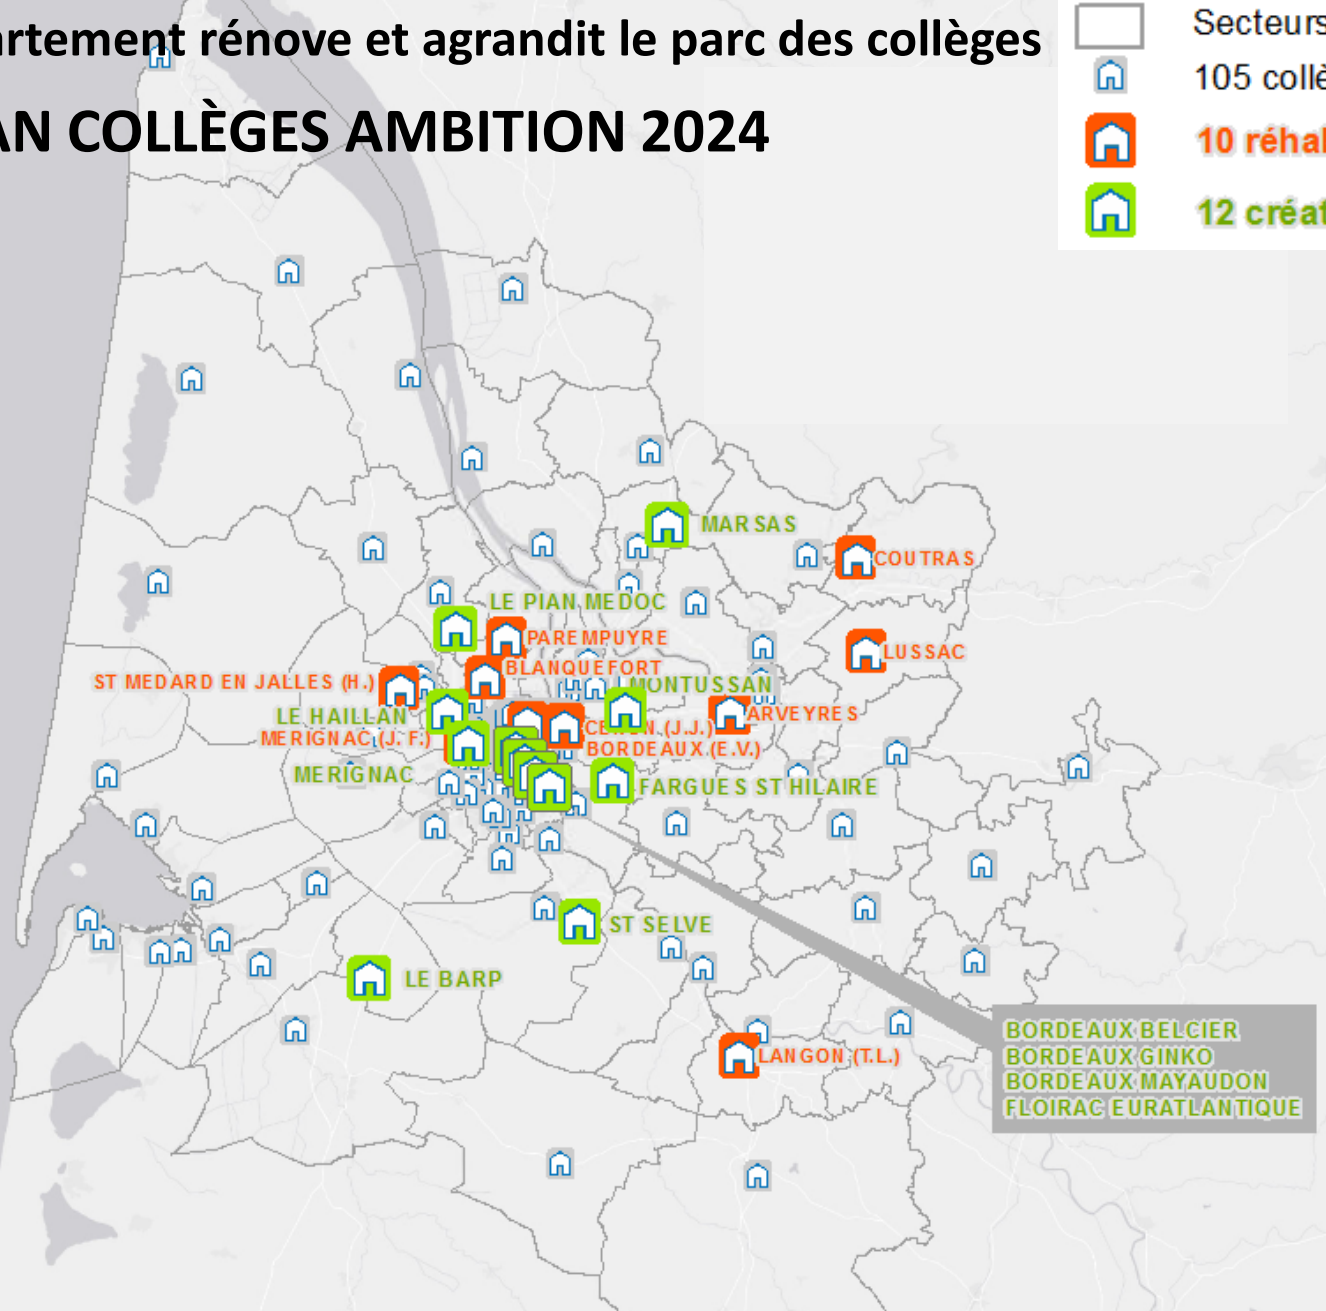 artement rénove et agrandit le parc des collèges
AN COLLÈGES AMBITION 2024
Secteurs
105 collè
10 réhal
12 créat
MARSAS
COUTRAS
LE PIAN MEDOC
PAREMPUYRE
LUSSAC
BLANQUEFORT
ST MEDARD EN JALLES (H.)
MONTUSSAN
ARVEYRES
LE HAILLAN
(J.J.)
MERIGNAC (J. F.)
BORDEAUX (E.V.)
MERIGNAC
FARGUES ST HILAIRE
ST SELVE
LE BARP
LANGON (T.L.)
BORDEAUX BELCIER
BORDEAUX GINKO
BORDEAUX MAYAUDON
FLOIRAC EURATLANTIQUE